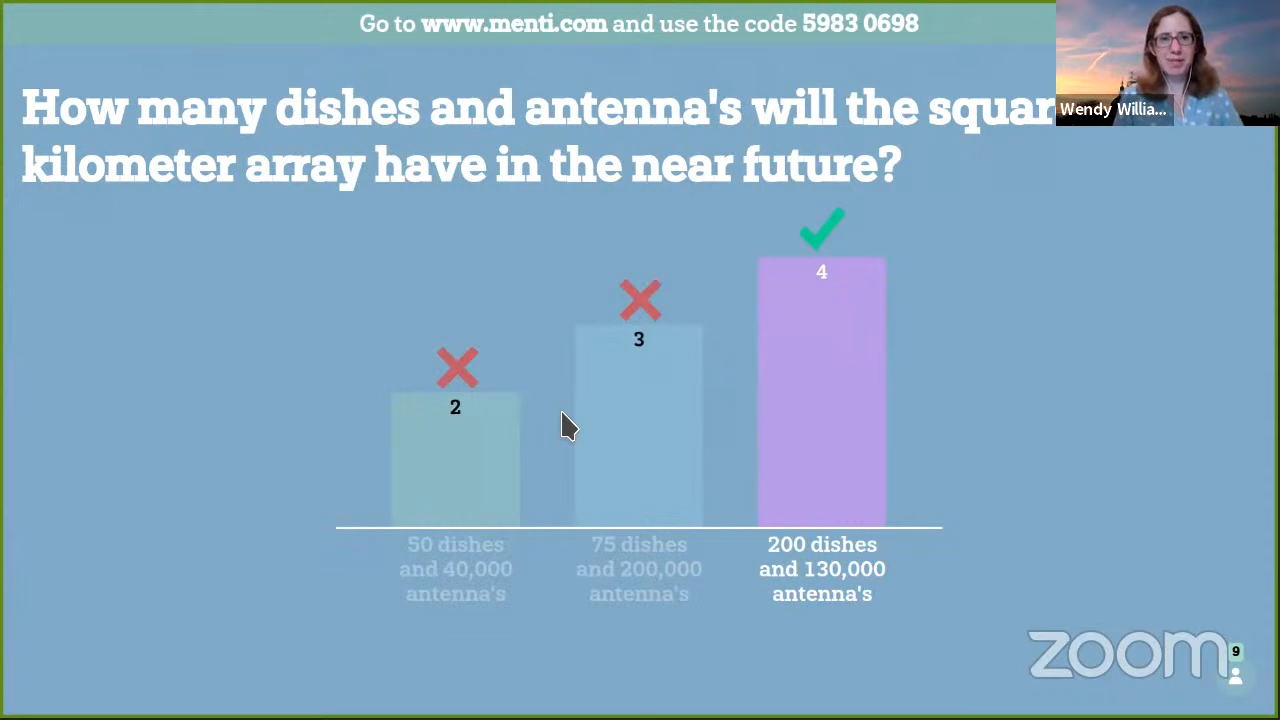 Go to www.menti.com and use the code 5983 0698
Wendy Willia...
How many dishes and antenna's will the squar
kilometer array have in the near future?
4
3
2
50 dishes
and 40,000
antenna's
75 dishes
and 200,000
antenna's
200 dishes
and 130,000
antenna's
zoom
9